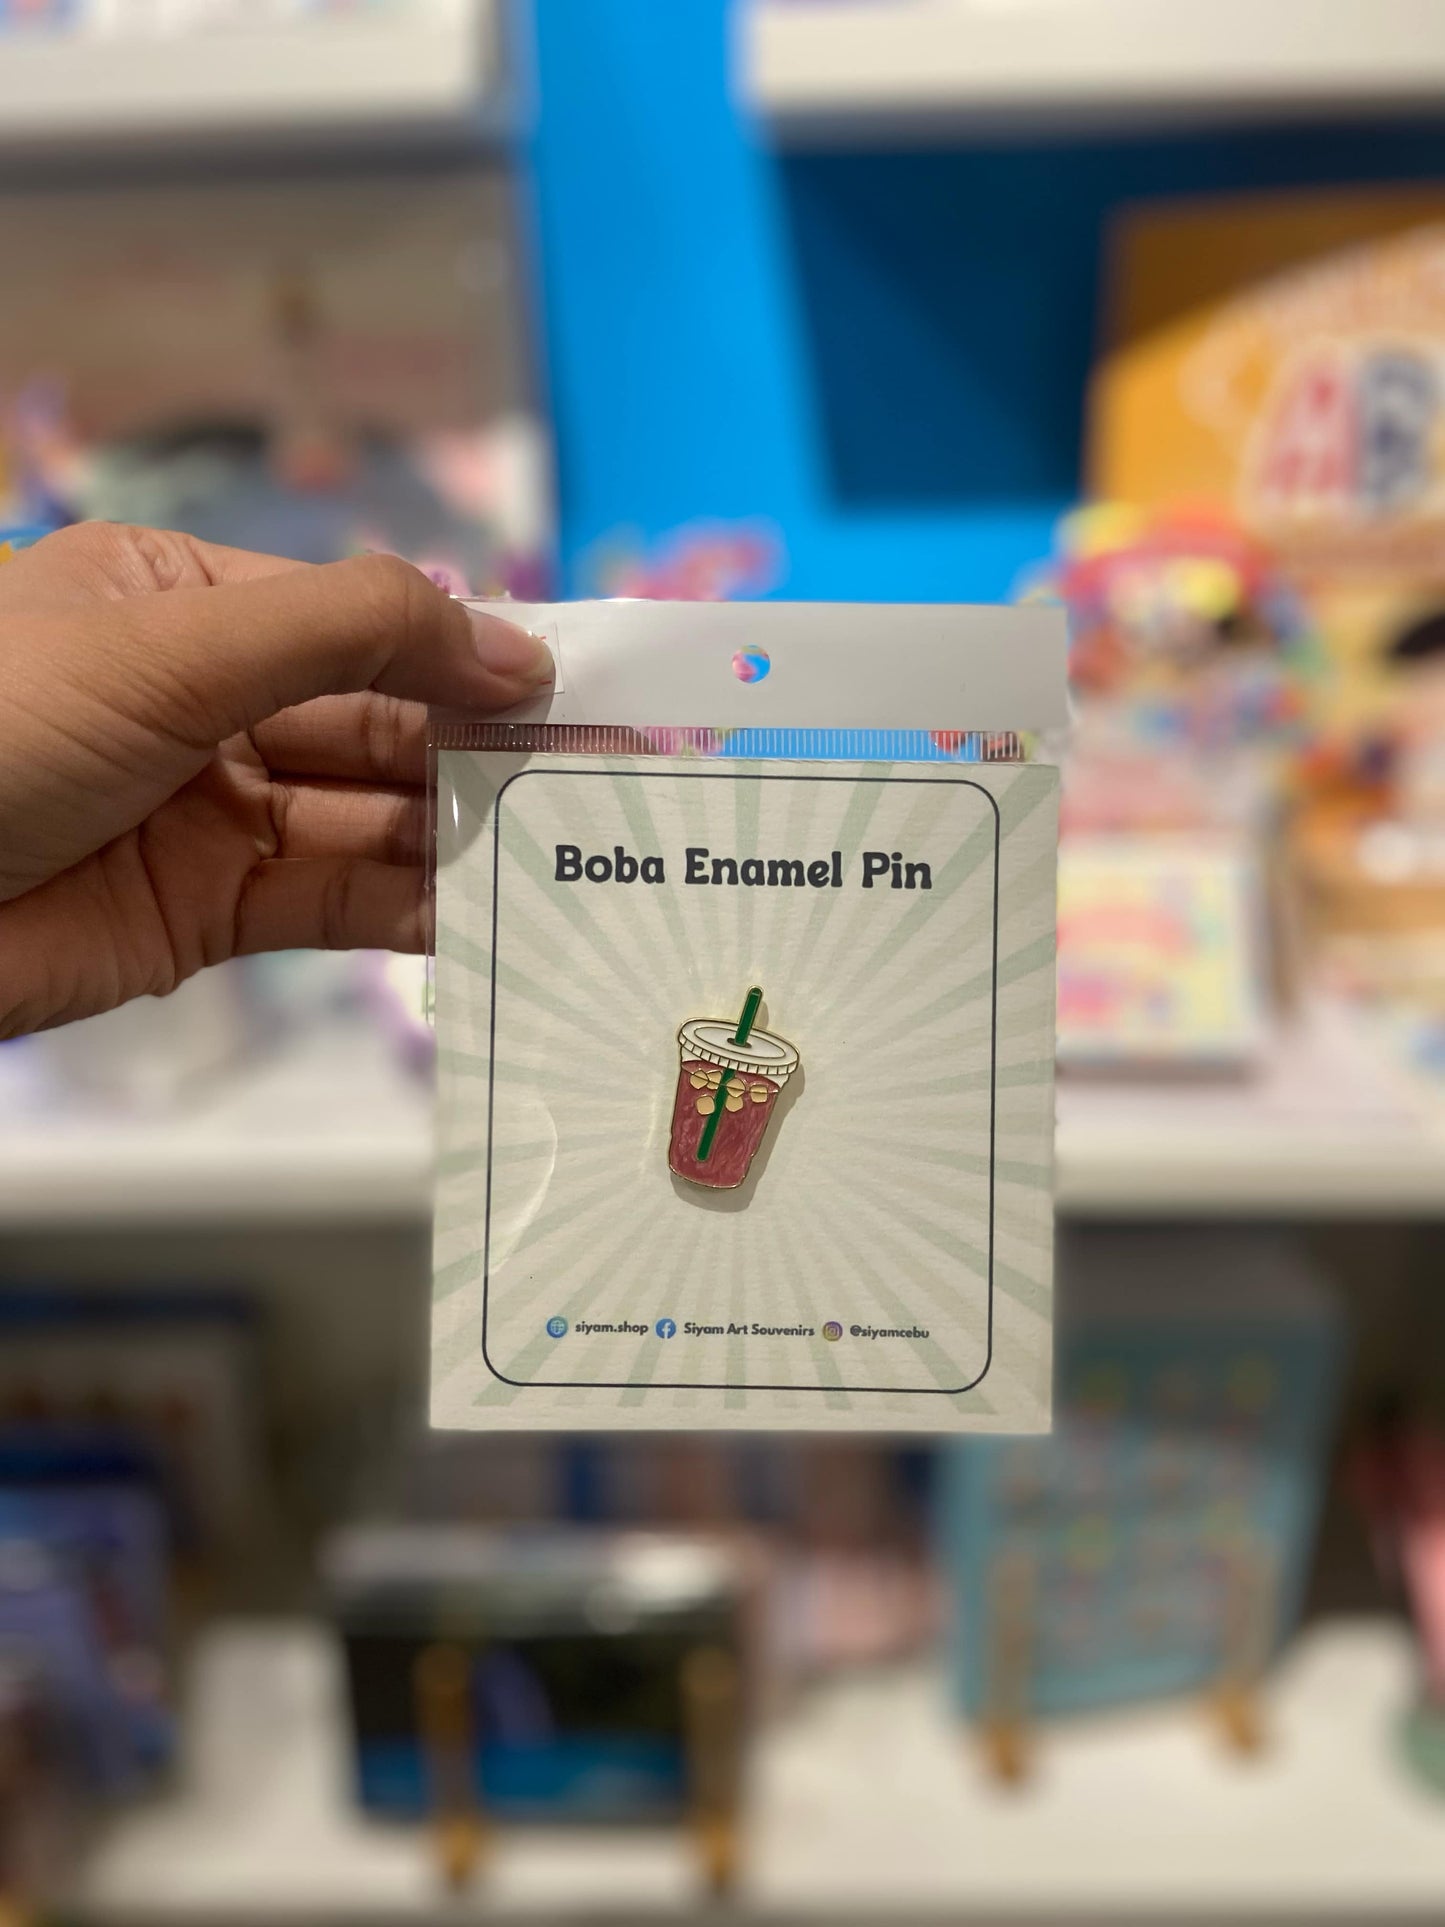 Boba Enamel Pin
siyam.shop Siyam Art Souvenirs @siyamcebu